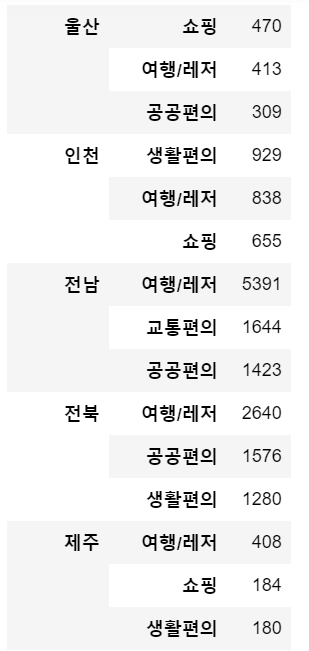 울산 쇼핑 470
여행/레저 413
공공편의 309
인천 생활편의 929
여행/레저 838
쇼핑 655
전남 여행/레저 5391
교통편의 1644
공공편의 1423
전북 여행/레저 2640
공공편의 1576
생활편의 1280
제주 여행/레저 408
쇼핑 184
생활편의 180